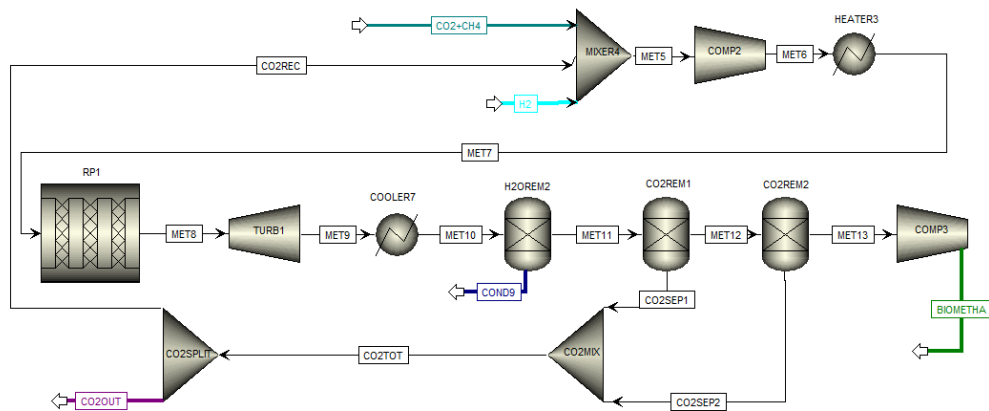 HEATER3
CO2+CH4
MIXER4
COMP2
MET5
MET6
CO2REC
H2
MET7
RP1
COOLER7
H2OREM2
CO2REM1
CO2REM2
MET8
TURB1
MET9
MET10
MET11
MET12
MET13
COMP3
COND9
CO2SEP1
BIOMETHA
CO2SPLIT
CO2TOT
CO2MIX
CO2OUT
CO2SEP2